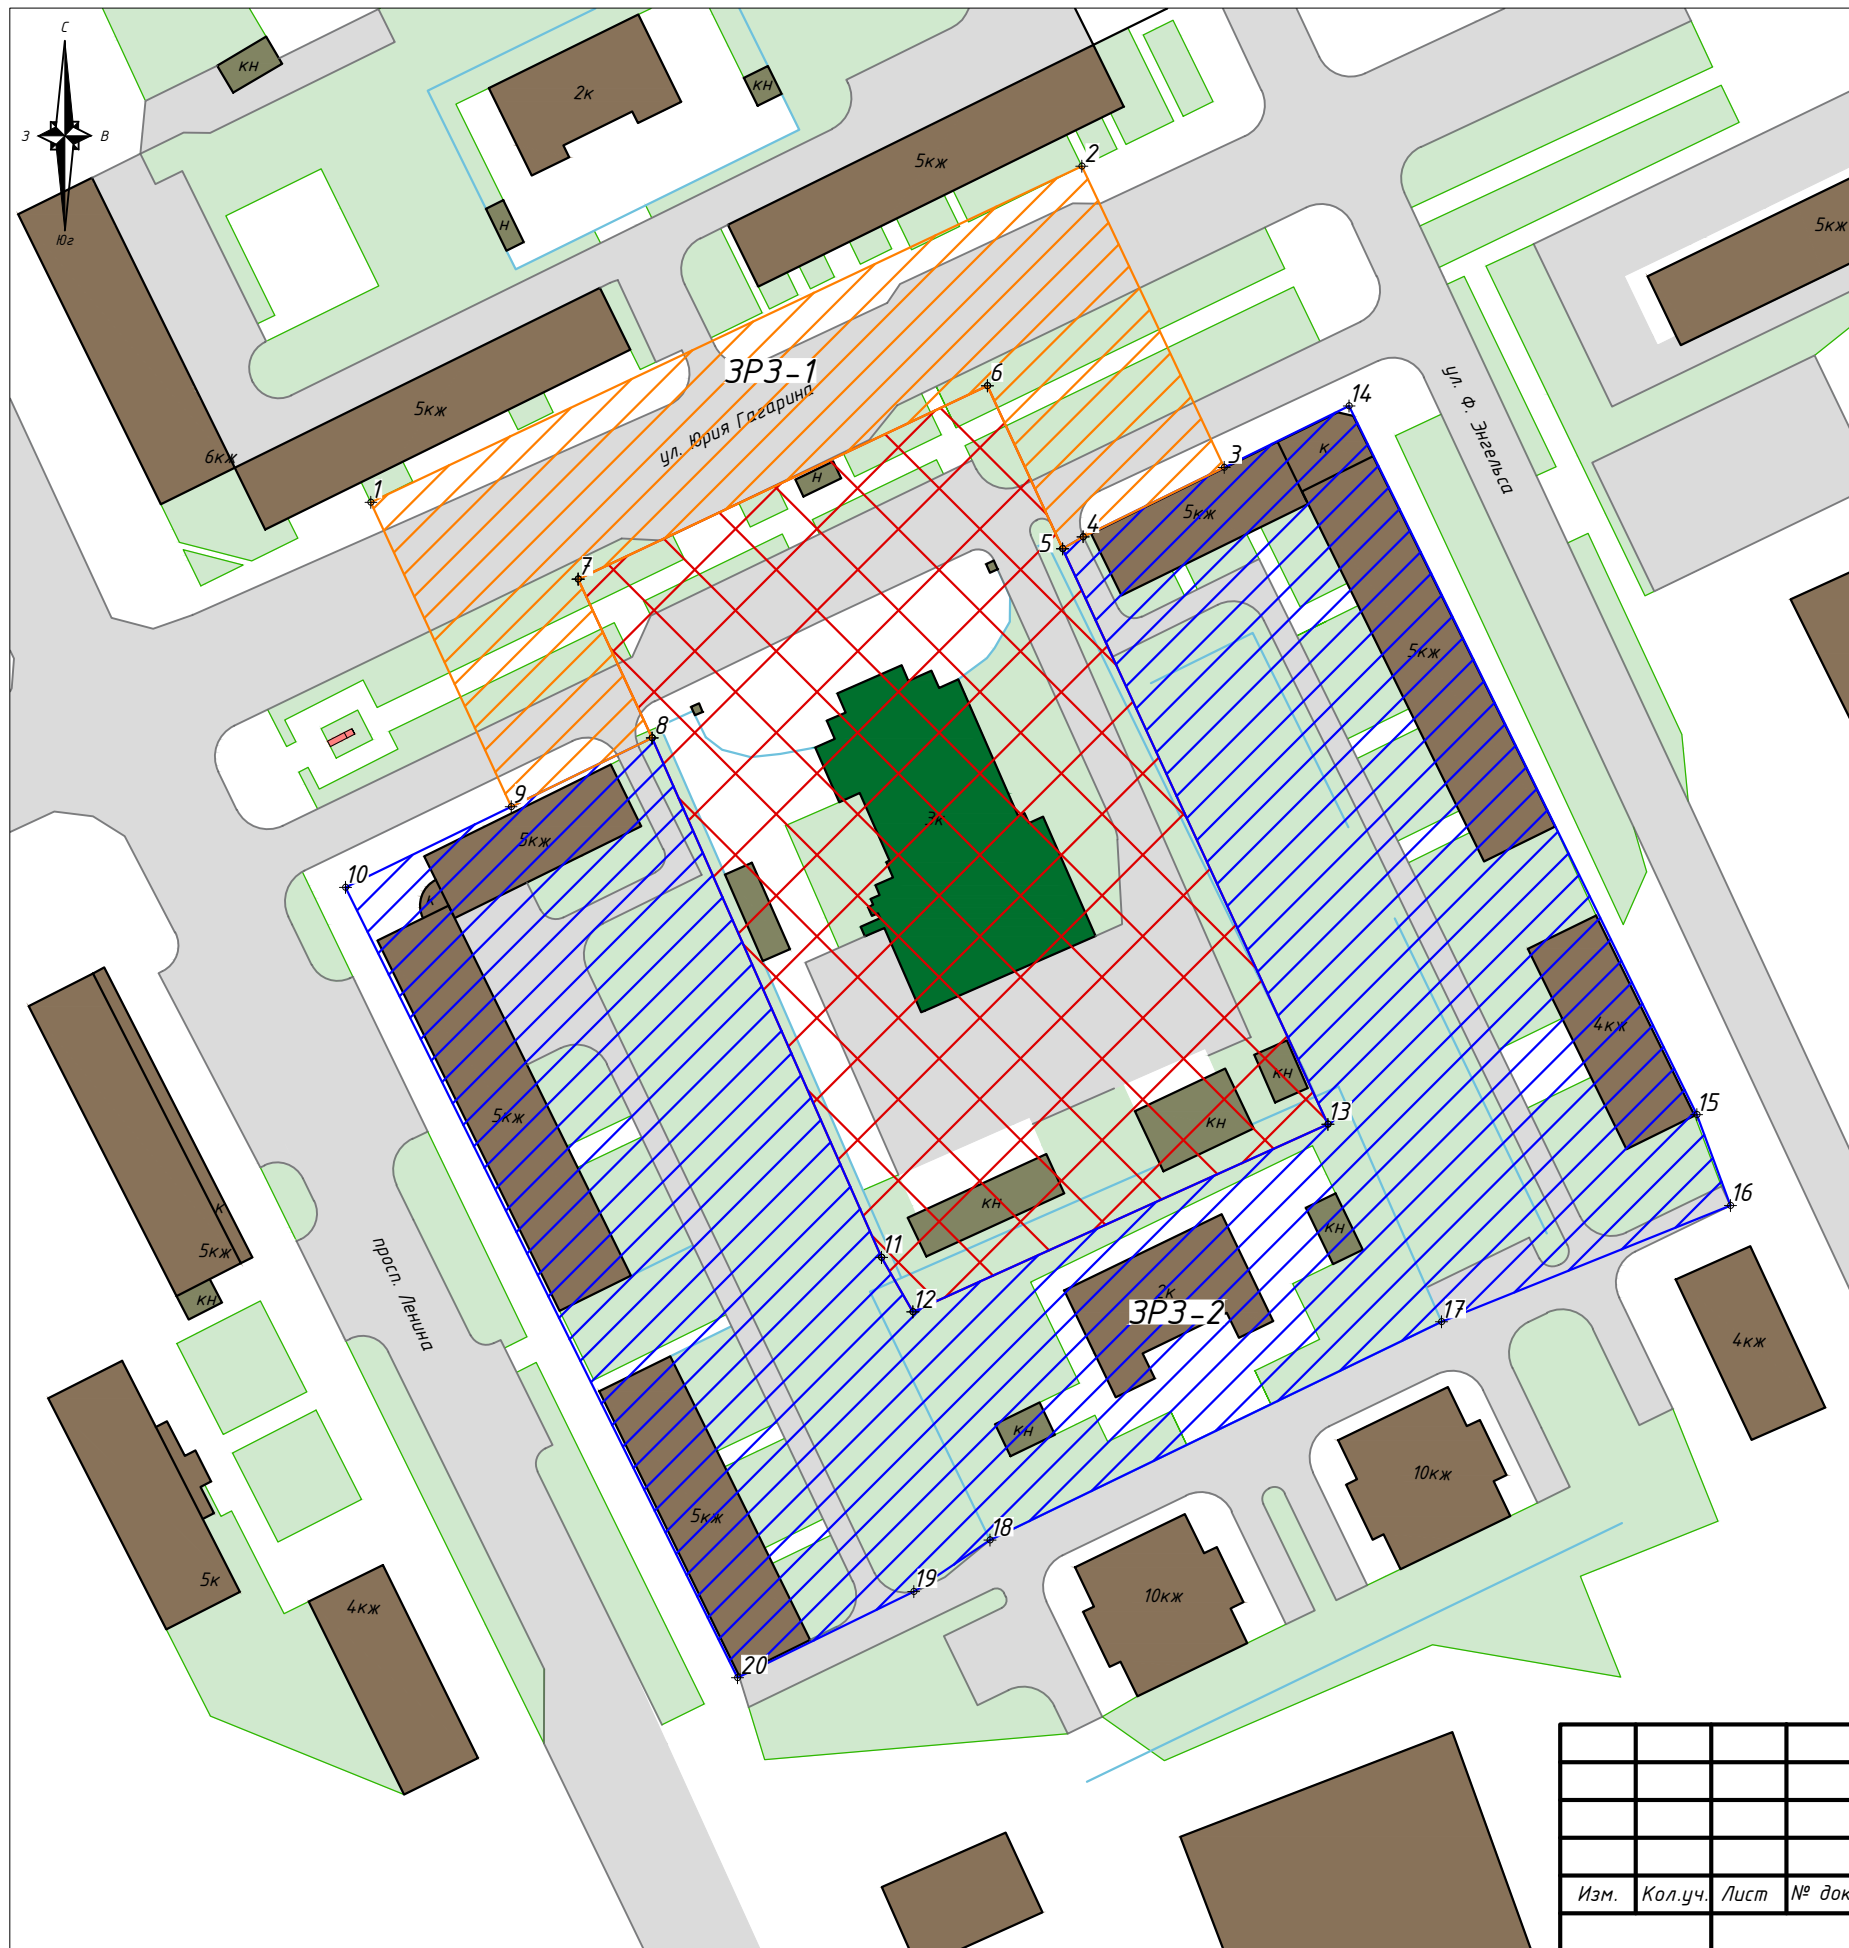 С
З
В
Юг
кн
2к
кн
н
5кж
5кж
5кж
6кж
2
ЗРЗ-1
ул. Юрия Гагарина
6
1
н
7
14
к
3
5кж
4
5
ул. Ф. Энгельса
8
9
5кж
10
к
3к
5кж
5кж
4кж
15
кн
13
кн
16
кн
11
12
кн
2к
ЗРЗ-2
17
к
5кж
кн
просп. Ленина
4кж
кн
10кж
5кж
18
19
10кж
5к
4кж
20
Изм.
Кол.уч.
Лист
№ док